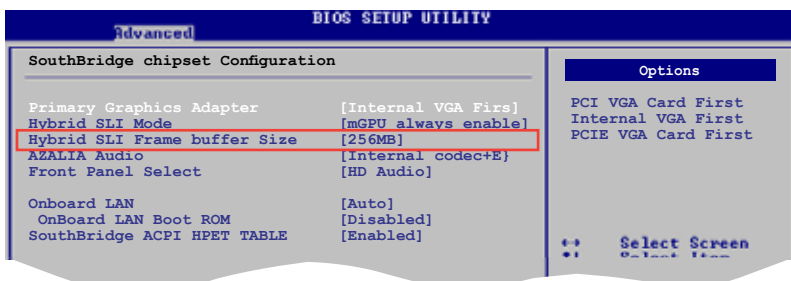 BIOS SETUP UTILITY
Advanced
SouthBridge chipset Configuration
Primary Graphics Adapter [Internal VGA Firs]
Hybrid SLI Mode [mGPU always enable]
Hybrid SLI Frame buffer Size [256MB]
AZALIA Audio [Internal codec+E}
Front Panel Select [HD Audio]
Onboard LAN [Auto]
OnBoard LAN Boot ROM [Disabled]
SouthBridge ACPI HPET TABLE [Enabled]
Options
PCI VGA Card First
Internal VGA First
PCIE VGA Card First
↔ Select Screen
Select Item